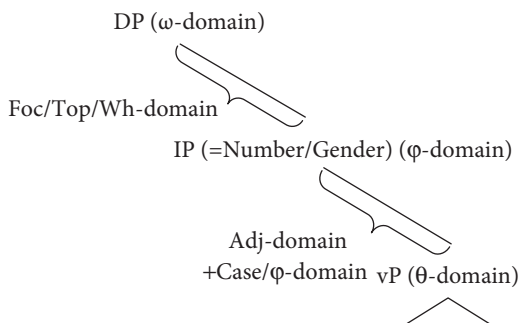 DP (ω-domain)
Foc/Top/Wh-domain
IP (=Number/Gender) (φ-domain)
Adj-domain
+Case/φ-domain vP (θ-domain)